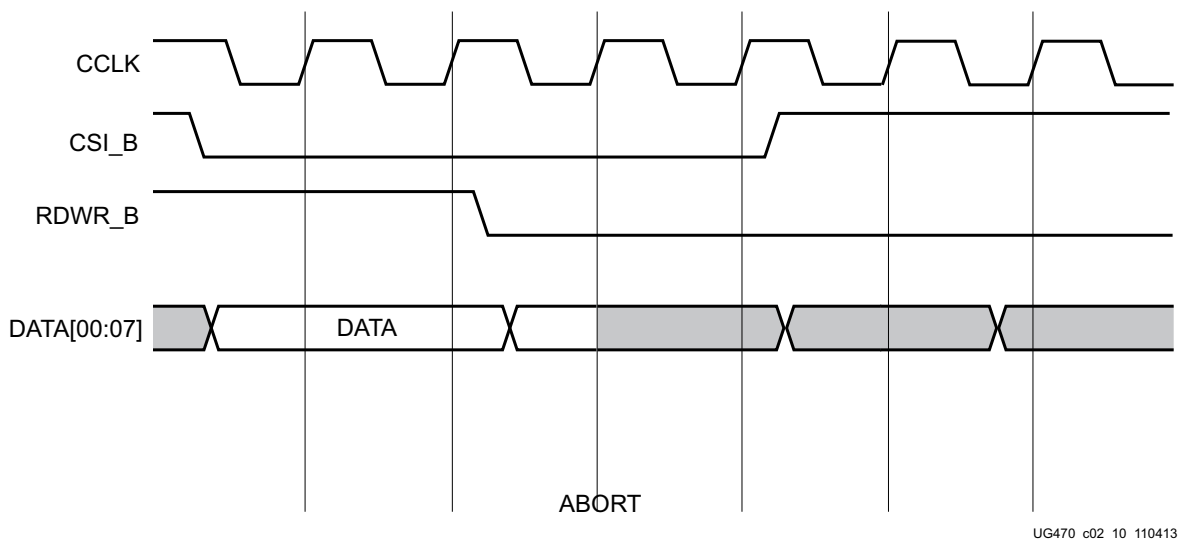 CCLK
CSI_B
RDWR_B
DATA[00:07]
DATA
ABORT
UG470_c02_10_110413